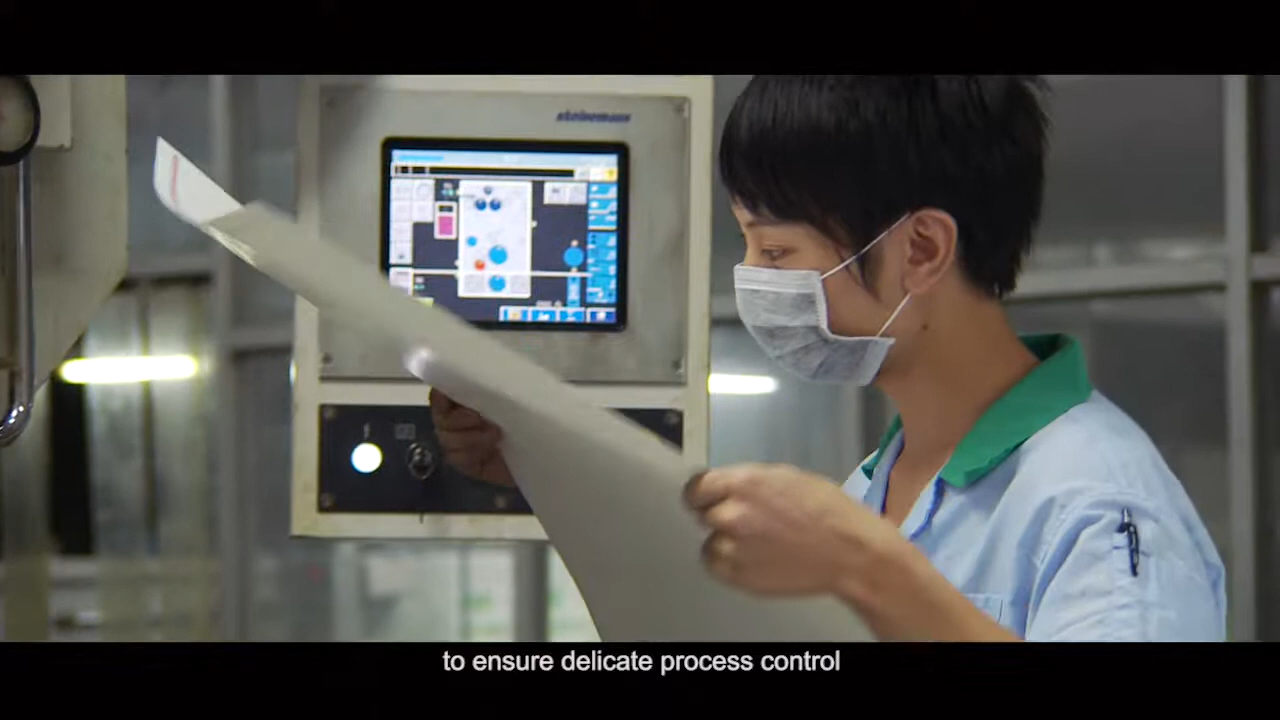 steinemann
to ensure delicate process control